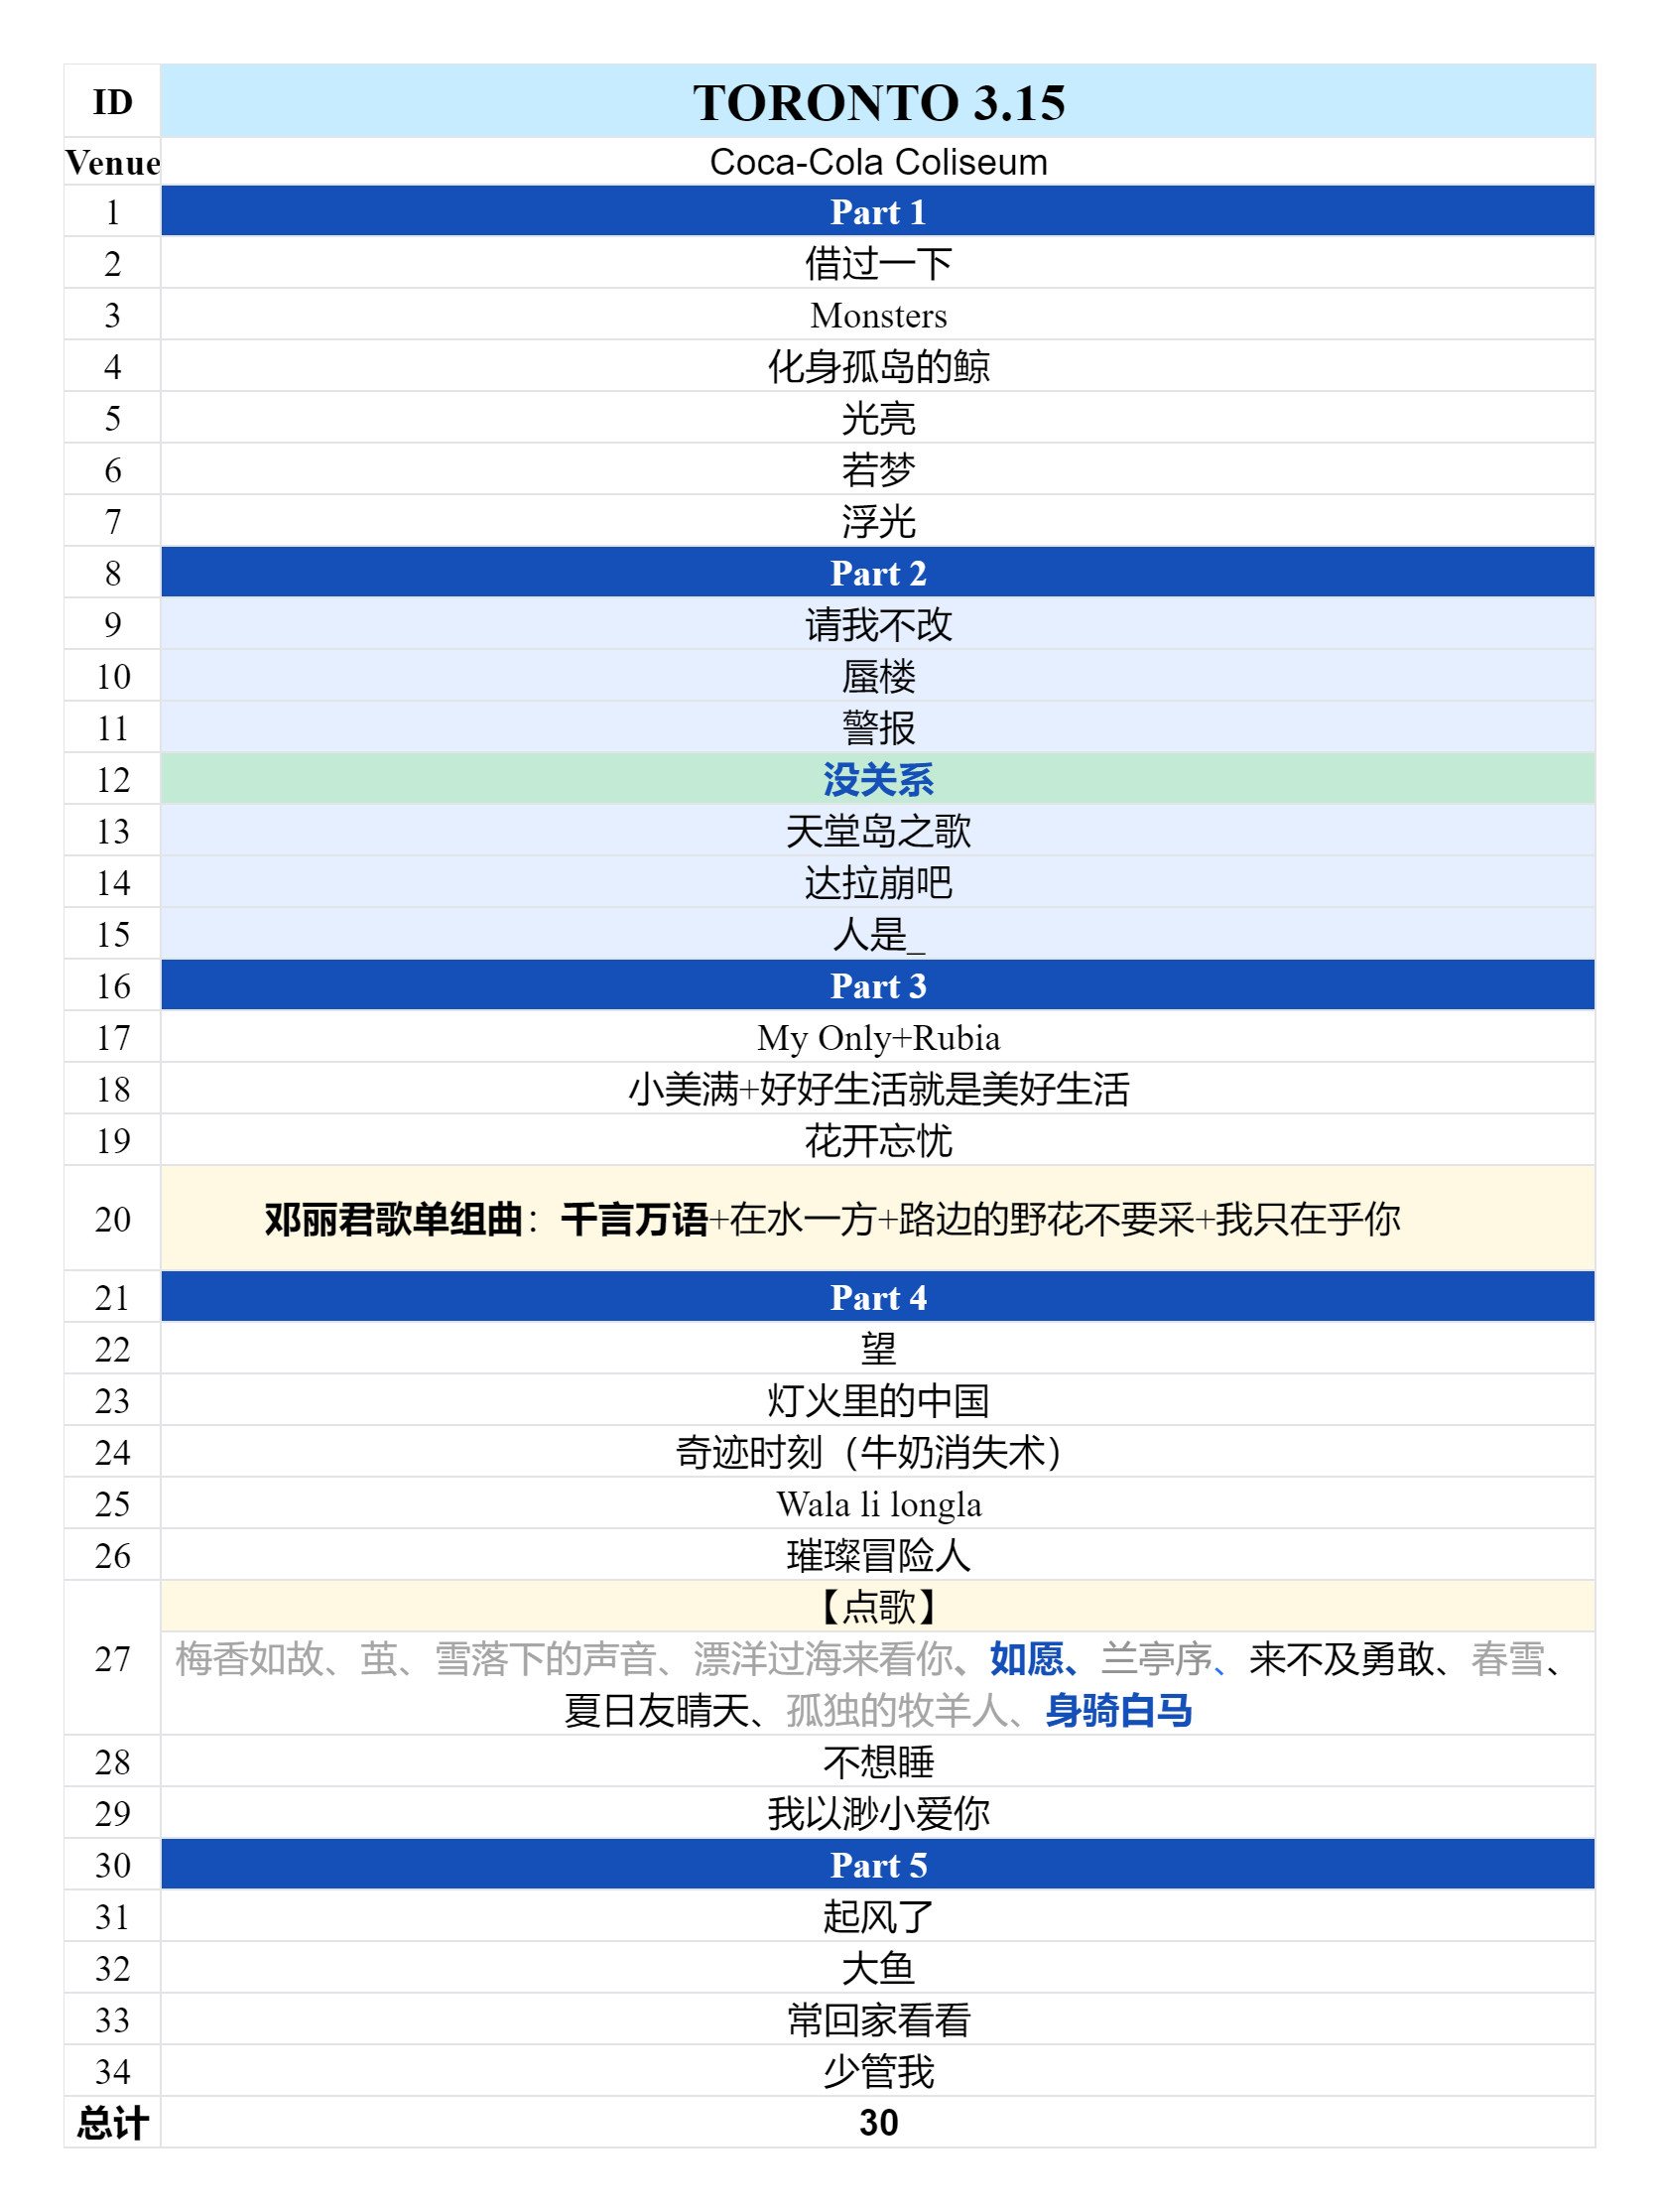 ID TORONTO 3.15
Venue Coca-Cola Coliseum
1 Part 1
2 借过一下
3 Monsters
4 化身孤岛的鲸
5 光亮
6 若梦
7 浮光
8 Part 2
9 请我不改
10 蜃楼
11 警报
12 没关系
13 天堂岛之歌
14 达拉崩吧
15 人是_
16 Part 3
17 My Only+Rubia
18 小美满+好好生活就是美好生活
19 花开忘忧
20 邓丽君歌单组曲：千言万语+在水一方+路边的野花不要采+我只在乎你
21 Part 4
22 望
23 灯火里的中国
24 奇迹时刻（牛奶消失术）
25 Wala li longla
26 璀璨冒险人
【点歌】
27 梅香如故、茧、雪落下的声音、漂洋过海来看你、如愿、兰亭序、来不及勇敢、春雪、
夏日友晴天、孤独的牧羊人、身骑白马
28 不想睡
29 我以渺小爱你
30 Part 5
31 起风了
32 大鱼
33 常回家看看
34 少管我
总计 30